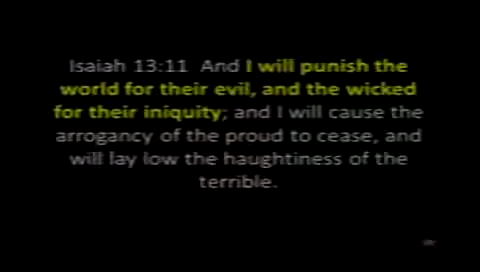 Isaiah 13:11 And I will punish the
world for their evil, and the wicked
for their iniquity; and I will cause the
arrogancy of the proud to cease, and
will lay low the haughtiness of the
terrible.